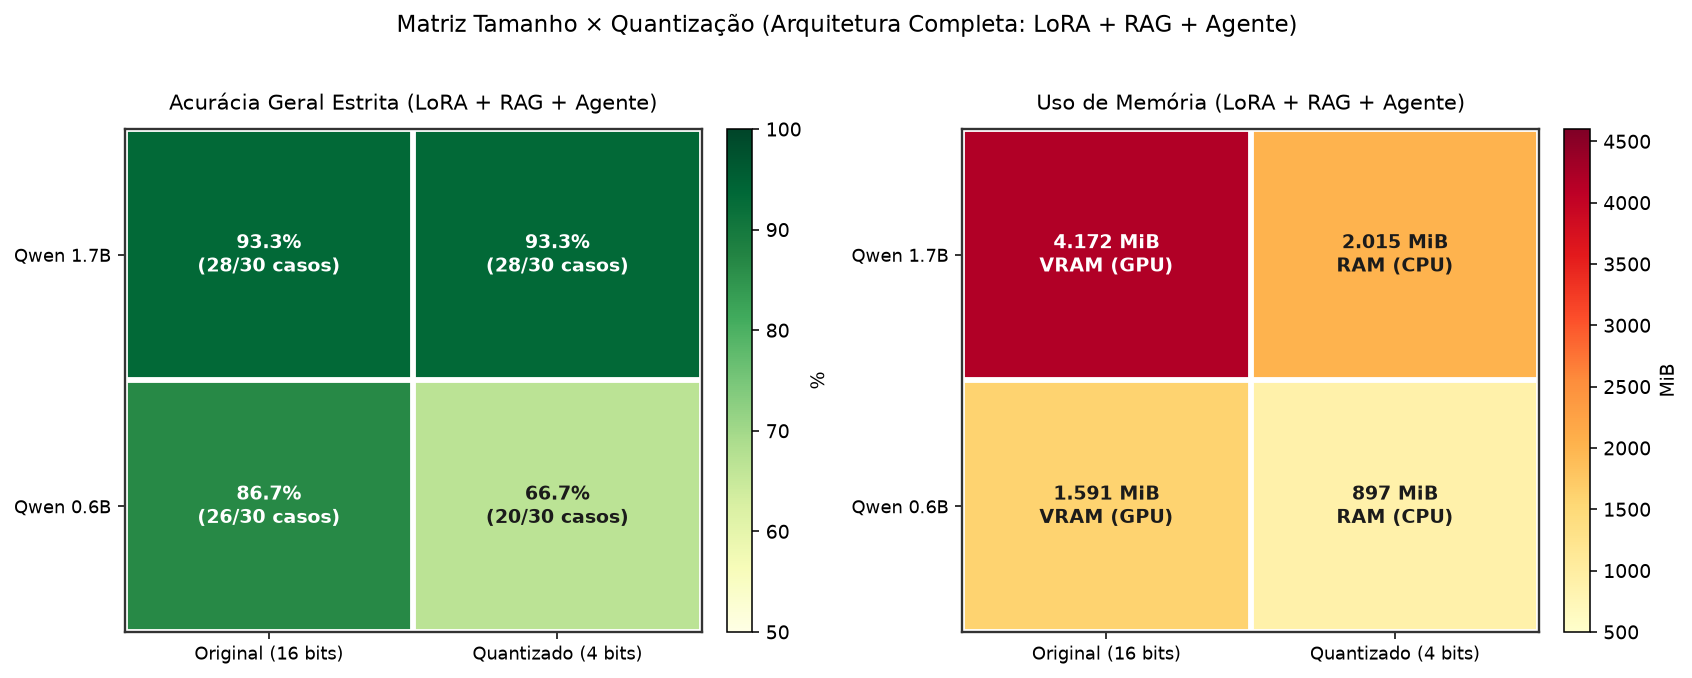 Matriz Tamanho × Quantização (Arquitetura Completa: LoRA + RAG + Agente)
Acurácia Geral Estrita (LoRA + RAG + Agente)
Qwen 1.7B
93.3%
(28/30 casos)
93.3%
(28/30 casos)
Qwen 0.6B
86.7%
(26/30 casos)
66.7%
(20/30 casos)
Original (16 bits)
Quantizado (4 bits)
100
90
80
70
60
50
%
Uso de Memória (LoRA + RAG + Agente)
Qwen 1.7B
4.172 MiB
VRAM (GPU)
2.015 MiB
RAM (CPU)
Qwen 0.6B
1.591 MiB
VRAM (GPU)
897 MiB
RAM (CPU)
Original (16 bits)
Quantizado (4 bits)
4500
4000
3500
3000
2500
2000
1500
1000
500
MiB